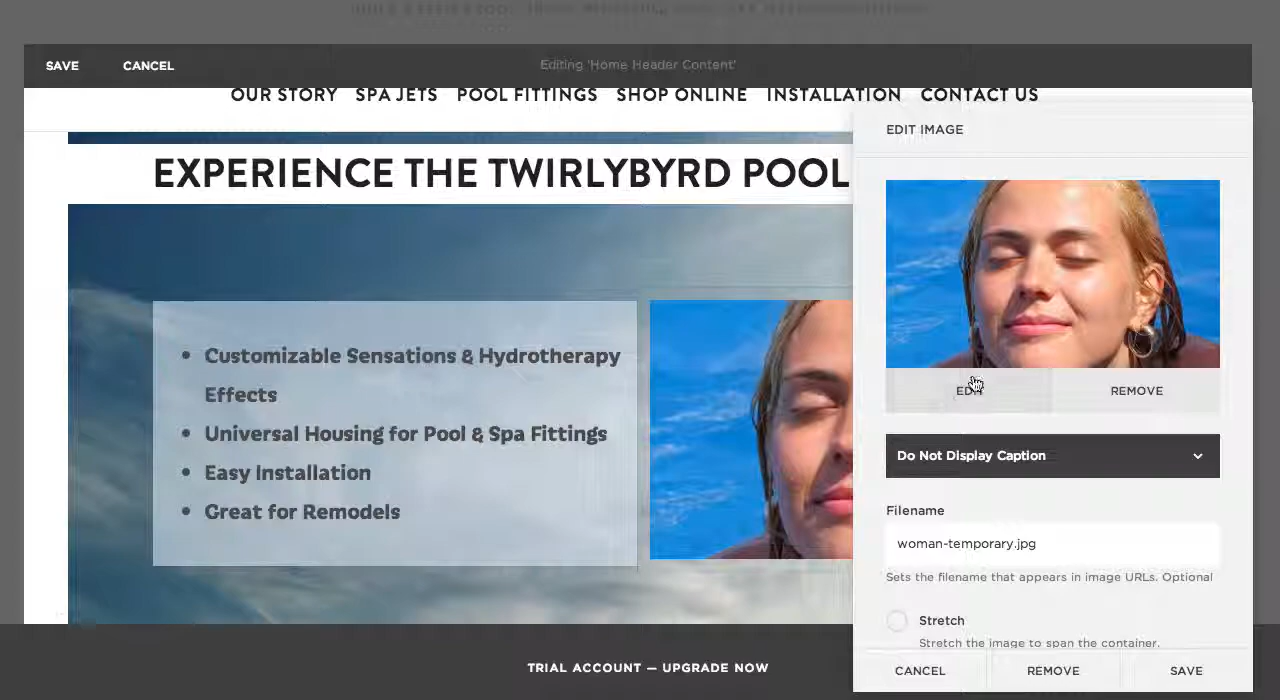 SAVE CANCEL Editing 'Home Header Content'
OUR STORY SPA JETS POOL FITTINGS SHOP ONLINE INSTALLATION CONTACT US
EXPERIENCE THE TWIRLYBYRD POOL
• Customizable Sensations & Hydrotherapy
Effects
• Universal Housing for Pool & Spa Fittings
• Easy Installation
• Great for Remodels
EDIT IMAGE
EDIT REMOVE
Do Not Display Caption
Filename
woman-temporary.jpg
Sets the filename that appears in image URLs. Optional
Stretch
Stretch the image to span the container.
CANCEL REMOVE SAVE
TRIAL ACCOUNT — UPGRADE NOW